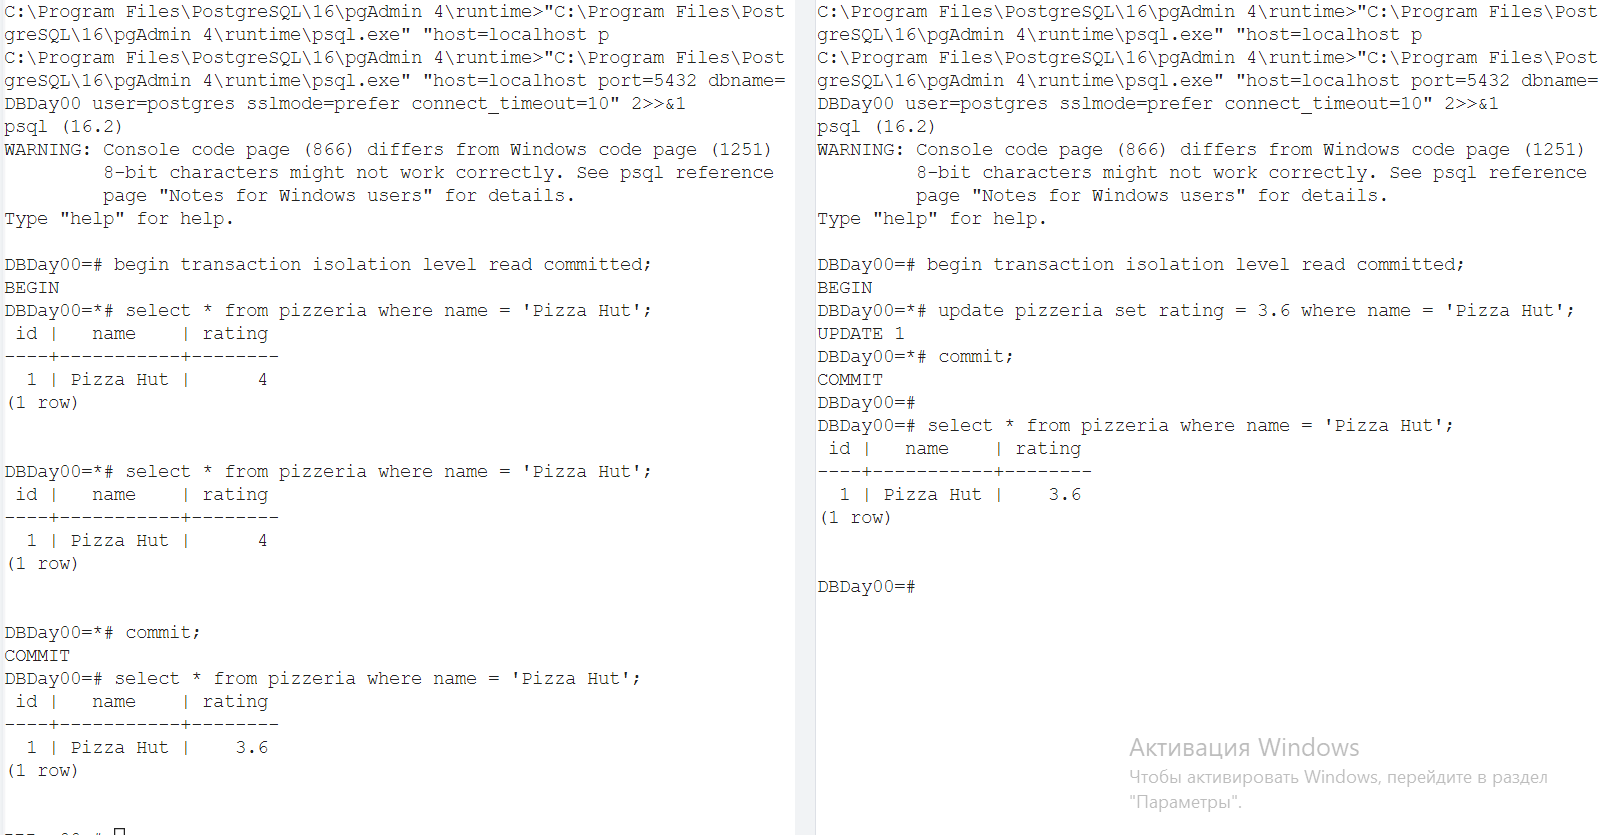 C:\Program Files\PostgreSQL\16\pgAdmin 4\runtime>"C:\Program Files\Post
greSQL\16\pgAdmin 4\runtime\psql.exe" "host=localhost p
C:\Program Files\PostgreSQL\16\pgAdmin 4\runtime>"C:\Program Files\Post
greSQL\16\pgAdmin 4\runtime\psql.exe" "host=localhost port=5432 dbname=
DBDay00 user=postgres sslmode=prefer connect_timeout=10" 2>>&1
psql (16.2)
WARNING: Console code page (866) differs from Windows code page (1251)
         8-bit characters might not work correctly. See psql reference
         page "Notes for Windows users" for details.
Type "help" for help.

DBDay00=# begin transaction isolation level read committed;
BEGIN
DBDay00=*# select * from pizzeria where name = 'Pizza Hut';
 id |   name    | rating
----+-----------+--------
  1 | Pizza Hut |      4
(1 row)

DBDay00=*# select * from pizzeria where name = 'Pizza Hut';
 id |   name    | rating
----+-----------+--------
  1 | Pizza Hut |      4
(1 row)

DBDay00=*# commit;
COMMIT
DBDay00=# select * from pizzeria where name = 'Pizza Hut';
 id |   name    | rating
----+-----------+--------
  1 | Pizza Hut |    3.6
(1 row)

C:\Program Files\PostgreSQL\16\pgAdmin 4\runtime>"C:\Program Files\Post
greSQL\16\pgAdmin 4\runtime\psql.exe" "host=localhost p
C:\Program Files\PostgreSQL\16\pgAdmin 4\runtime>"C:\Program Files\Post
greSQL\16\pgAdmin 4\runtime\psql.exe" "host=localhost port=5432 dbname=
DBDay00 user=postgres sslmode=prefer connect_timeout=10" 2>>&1
psql (16.2)
WARNING: Console code page (866) differs from Windows code page (1251)
         8-bit characters might not work correctly. See psql reference
         page "Notes for Windows users" for details.
Type "help" for help.

DBDay00=# begin transaction isolation level read committed;
BEGIN
DBDay00=*# update pizzeria set rating = 3.6 where name = 'Pizza Hut';
UPDATE 1
DBDay00=*# commit;
COMMIT
DBDay00=#
DBDay00=# select * from pizzeria where name = 'Pizza Hut';
 id |   name    | rating
----+-----------+--------
  1 | Pizza Hut |    3.6
(1 row)

DBDay00=#
Активация Windows
Чтобы активировать Windows, перейдите в раздел
"Параметры".